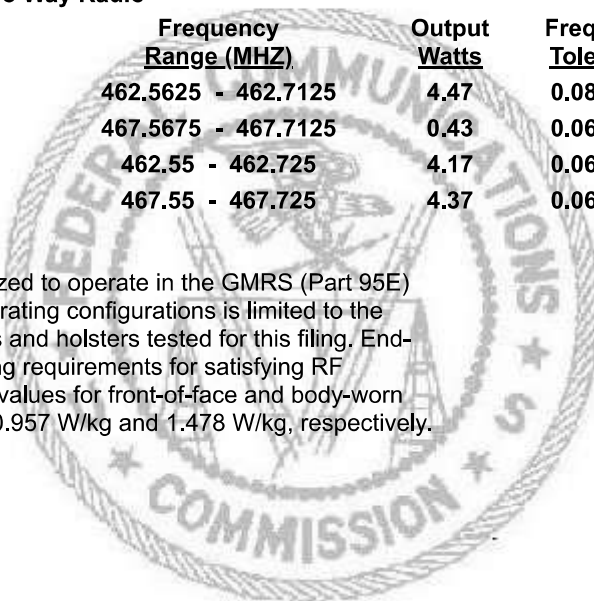 o Way Radio
Frequency Output Freq
Range (MHZ) Watts Tole
462.5625 - 462.7125 4.47 0.08
467.5675 - 467.7125 0.43 0.06
462.55 - 462.725 4.17 0.06
467.55 - 467.725 4.37 0.06
zed to operate in the GMRS (Part 95E)
rating configurations is limited to the
s and holsters tested for this filing. End-
ng requirements for satisfying RF
values for front-of-face and body-worn
0.957 W/kg and 1.478 W/kg, respectively.
FEDERAL COMMUNICATIONS
COMMISSION